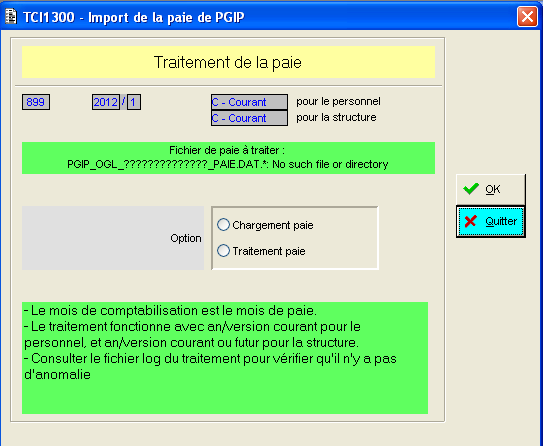 TCI1300 - Import de la paie de PGIP
Traitement de la paie
899 2012 / 1 C - Courant pour le personnel
C - Courant pour la structure
Fichier de paie à traiter :
PGIP_OGL_??????????????_PAIE.DAT.*: No such file or directory
OK
Quitter
Option
Chargement paie
Traitement paie
- Le mois de comptabilisation est le mois de paie.
- Le traitement fonctionne avec an/version courant pour le
personnel, et an/version courant ou futur pour la structure.
- Consulter le fichier log du traitement pour vérifier qu'il n'y a pas
d'anomalie